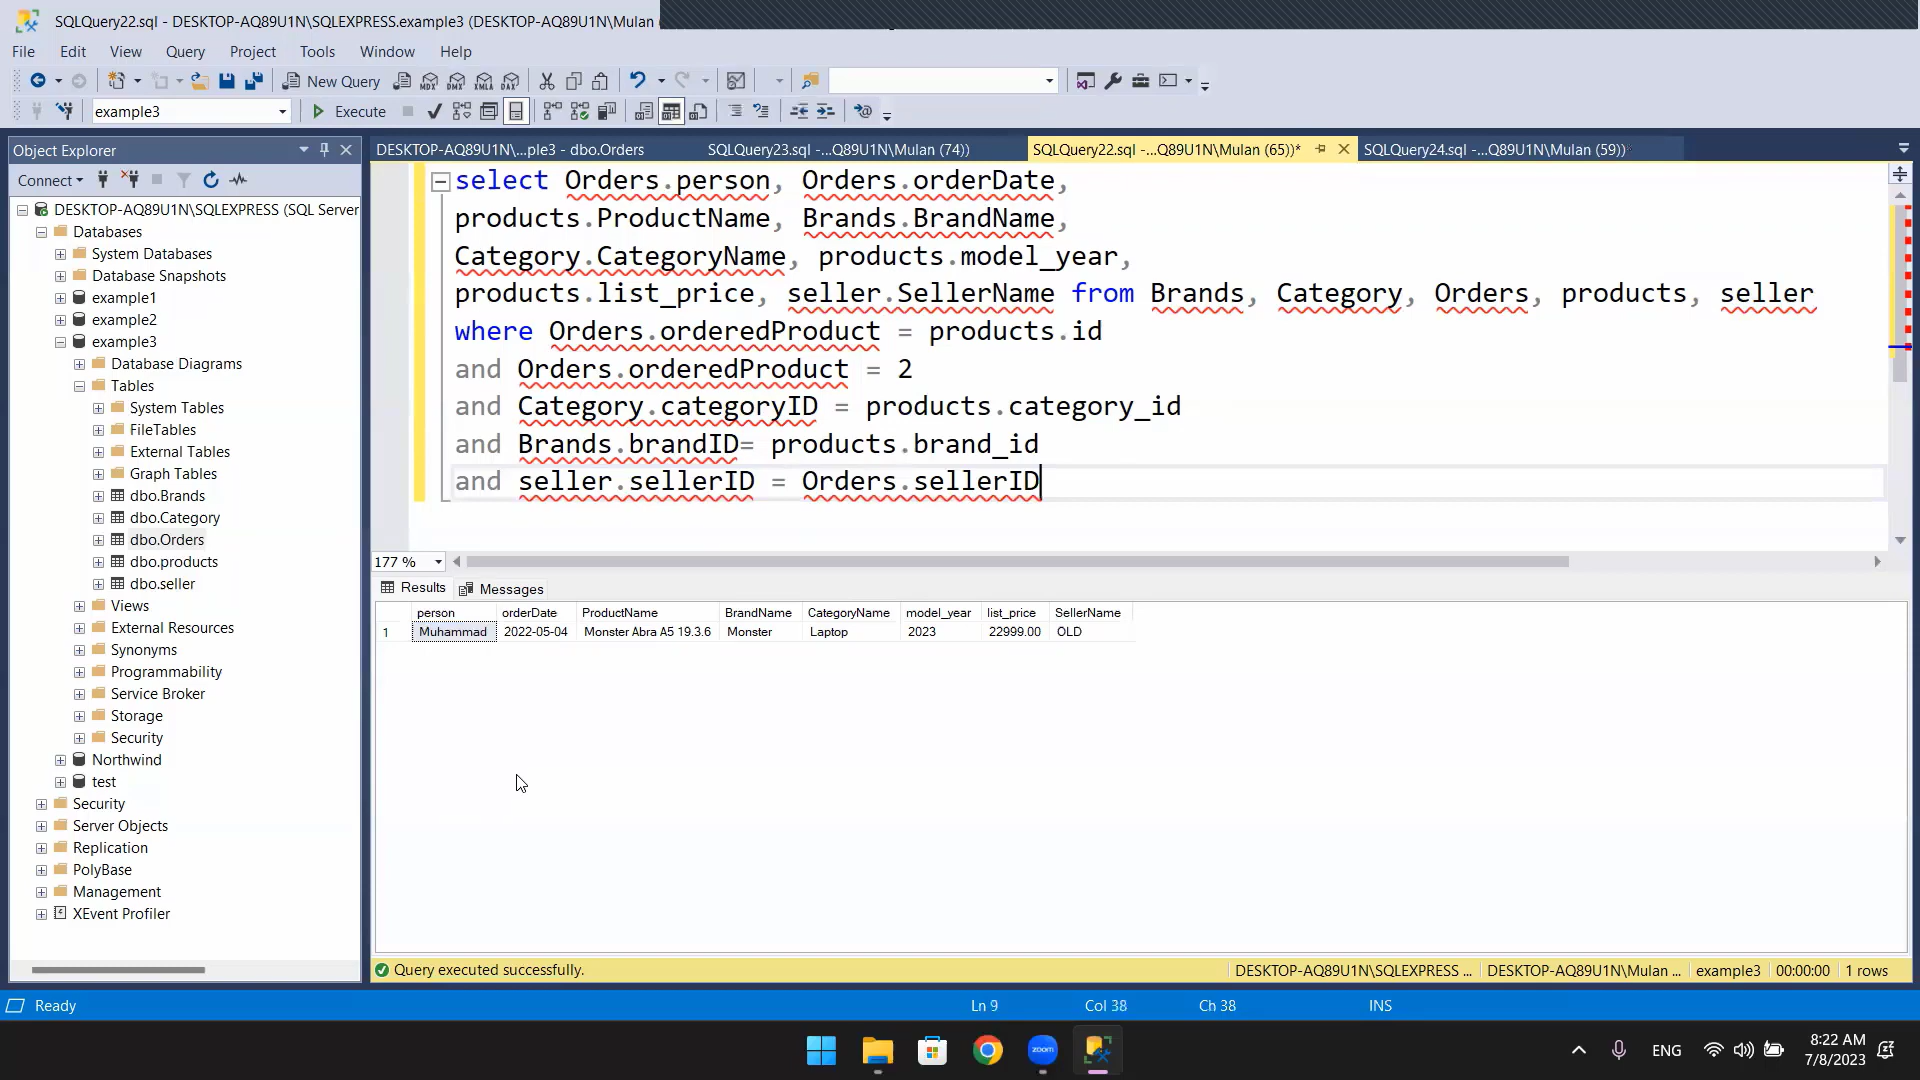 SQLQuery22.sql - DESKTOP-AQ89U1N\SQLEXPRESS.example3 (DESKTOP-AQ89U1N\Mulan
File Edit View Query Project Tools Window Help
New Query
example3 Execute
Object Explorer
Connect
DESKTOP-AQ89U1N\SQLEXPRESS (SQL Server
Databases
System Databases
Database Snapshots
example1
example2
example3
Database Diagrams
Tables
System Tables
FileTables
External Tables
Graph Tables
dbo.Brands
dbo.Category
dbo.Orders
dbo.products
dbo.seller
Views
External Resources
Synonyms
Programmability
Service Broker
Storage
Security
Northwind
test
Security
Server Objects
Replication
PolyBase
Management
XEvent Profiler
DESKTOP-AQ89U1N\...ple3 - dbo.Orders SQLQuery23.sql -...Q89U1N\Mulan (74)) SQLQuery22.sql -...Q89U1N\Mulan (65))* SQLQuery24.sql -...Q89U1N\Mulan (59))
select Orders.person, Orders.orderDate,
products.ProductName, Brands.BrandName,
Category.CategoryName, products.model_year,
products.list_price, seller.SellerName from Brands, Category, Orders, products, seller
where Orders.orderedProduct = products.id
and Orders.orderedProduct = 2
and Category.categoryID = products.category_id
and Brands.brandID= products.brand_id
and seller.sellerID = Orders.sellerID
177 %
Results Messages
person orderDate ProductName BrandName CategoryName model_year list_price SellerName
1 Muhammad 2022-05-04 Monster Abra A5 19.3.6 Monster Laptop 2023 22999.00 OLD
Query executed successfully. DESKTOP-AQ89U1N\SQLEXPRESS ... DESKTOP-AQ89U1N\Mulan ... example3 00:00:00 1 rows
Ready Ln 9 Col 38 Ch 38 INS
zoom
ENG
8:22 AM
7/8/2023